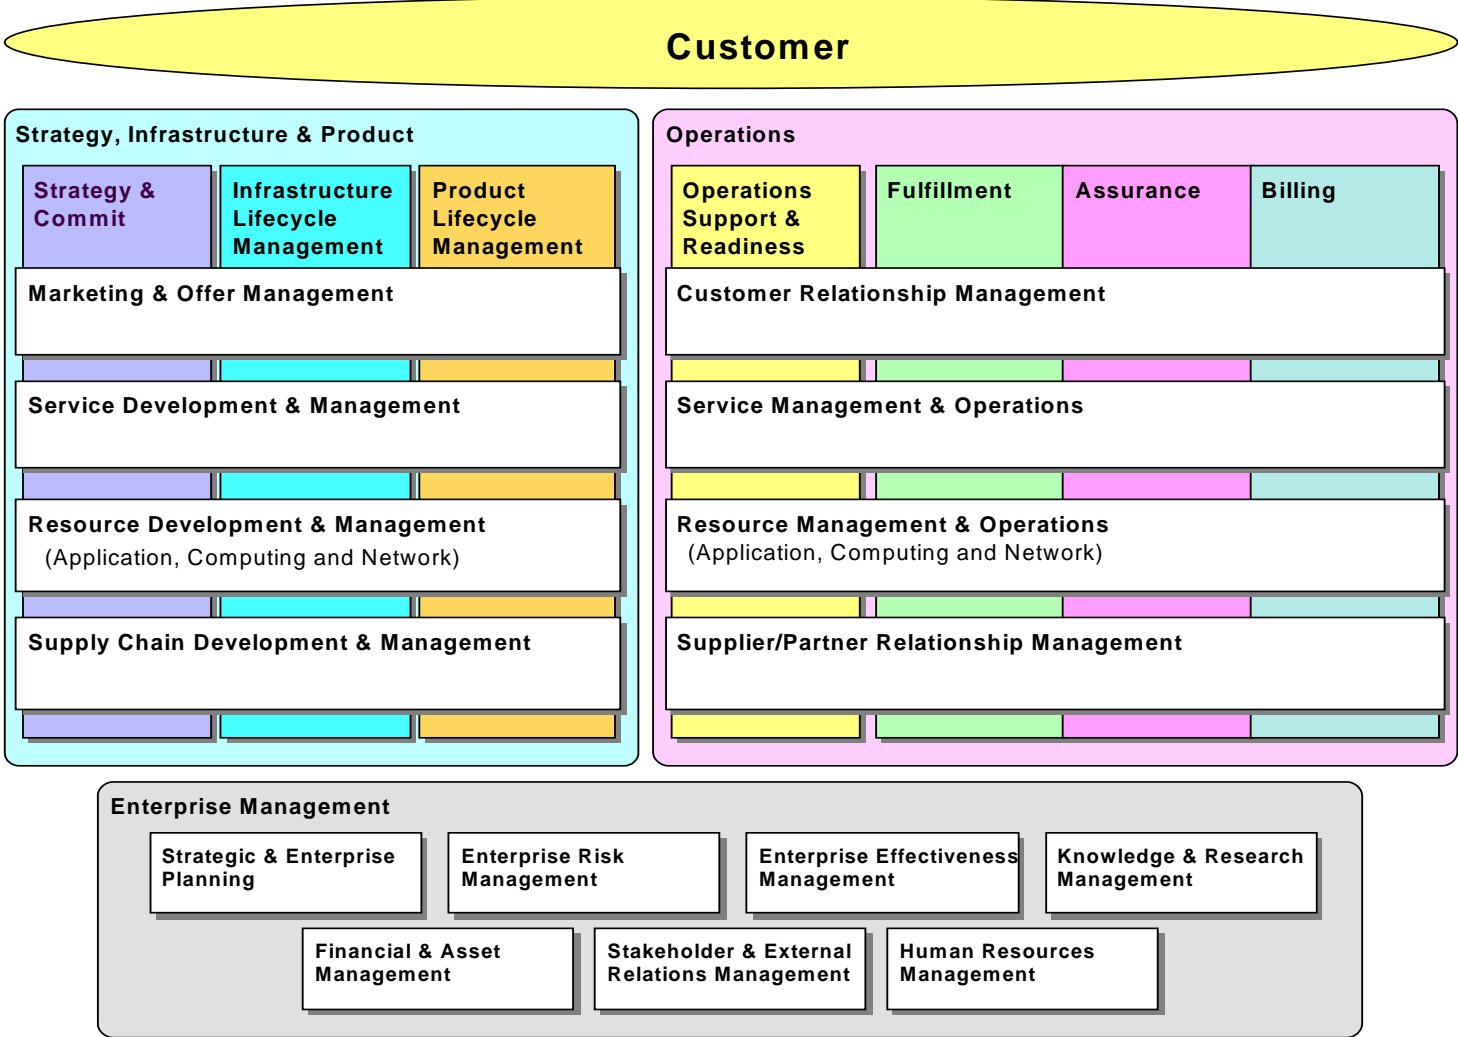 Customer
Strategy, Infrastructure & Product
Strategy &
Commit
Infrastructure
Lifecycle
Management
Product
Lifecycle
Management
Marketing & Offer Management
Service Development & Management
Resource Development & Management
(Application, Computing and Network)
Supply Chain Development & Management
Operations
Operations
Support &
Readiness
Fulfillment
Assurance
Billing
Customer Relationship Management
Service Management & Operations
Resource Management & Operations
(Application, Computing and Network)
Supplier/Partner Relationship Management
Enterprise Management
Strategic & Enterprise
Planning
Enterprise Risk
Management
Enterprise Effectiveness
Management
Knowledge & Research
Management
Financial & Asset
Management
Stakeholder & External
Relations Management
Human Resources
Management